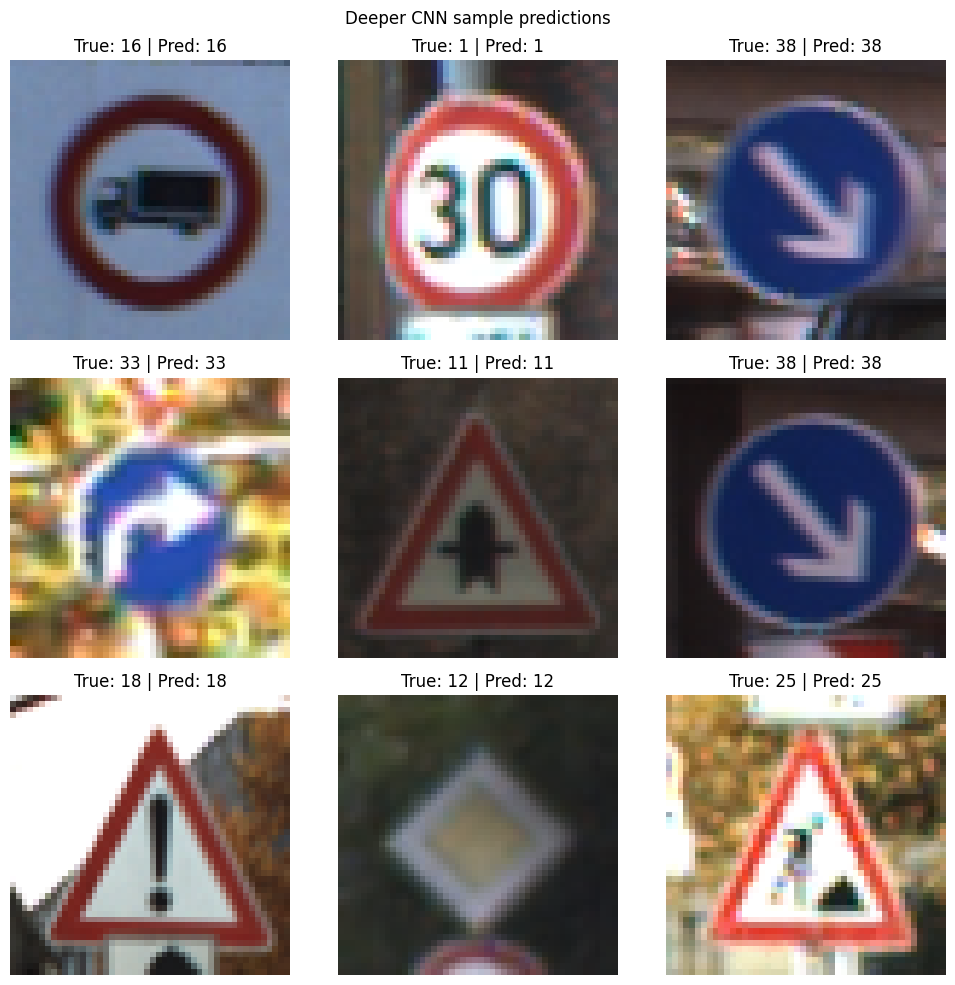 Deeper CNN sample predictions
True: 16 | Pred: 16
True: 1 | Pred: 1
True: 38 | Pred: 38
30
True: 33 | Pred: 33
True: 11 | Pred: 11
True: 38 | Pred: 38
True: 18 | Pred: 18
True: 12 | Pred: 12
True: 25 | Pred: 25